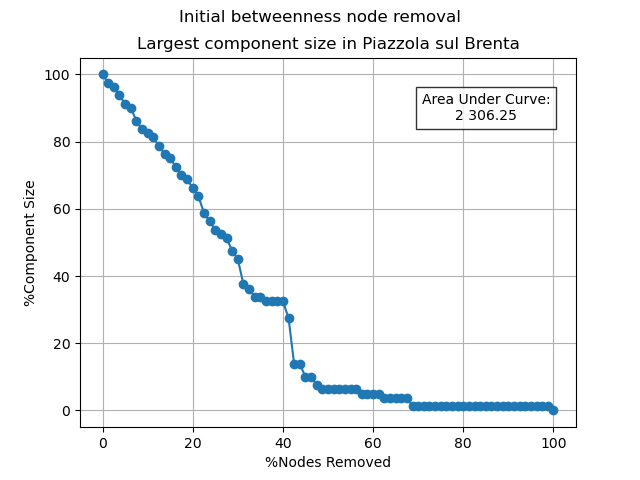 Initial betweenness node removal
Largest component size in Piazzola sul Brenta
Area Under Curve:
2 306.25
100
80
60
40
20
0
%Component Size
0 20 40 60 80 100
%Nodes Removed